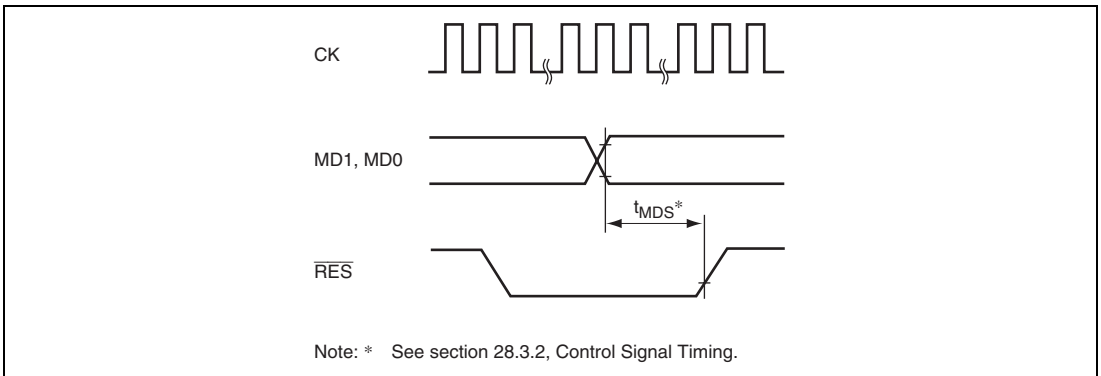 CK
MD1, MD0
tMDS*
RES
Note: * See section 28.3.2, Control Signal Timing.